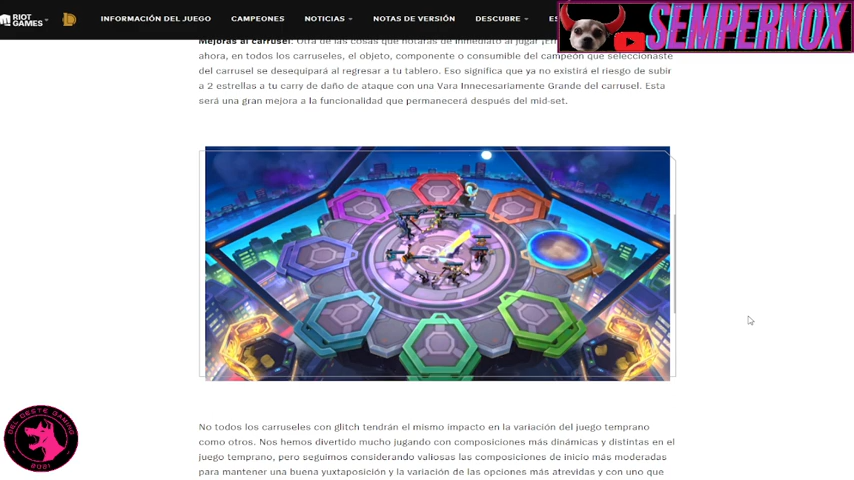 RIOT GAMES INFORMACIÓN DEL JUEGO CAMPEONES NOTICIAS NOTAS DE VERSIÓN DESCUBRE ES
SEMPERNOX
Mejoras al carrusel. Otra de las cosas que notarás de inmediato al jugar ¡En
ahora, en todos los carruseles, el objeto, componente o consumible del campeón que seleccionaste
del carrusel se desequipará al regresar a tu tablero. Eso significa que ya no existirá el riesgo de subir
a 2 estrellas a tu carry de daño de ataque con una Vara Innecesariamente Grande del carrusel. Esta
será una gran mejora a la funcionalidad que permanecerá después del mid-set.
No todos los carruseles con glitch tendrán el mismo impacto en la variación del juego temprano
como otros. Nos hemos divertido mucho jugando con composiciones más dinámicas y distintas en el
juego temprano, pero seguimos considerando valiosas las composiciones de inicio más moderadas
para mantener una buena yuxtaposición y la variación de las opciones más atrevidas y con uno que
DEL OESTE GAMING